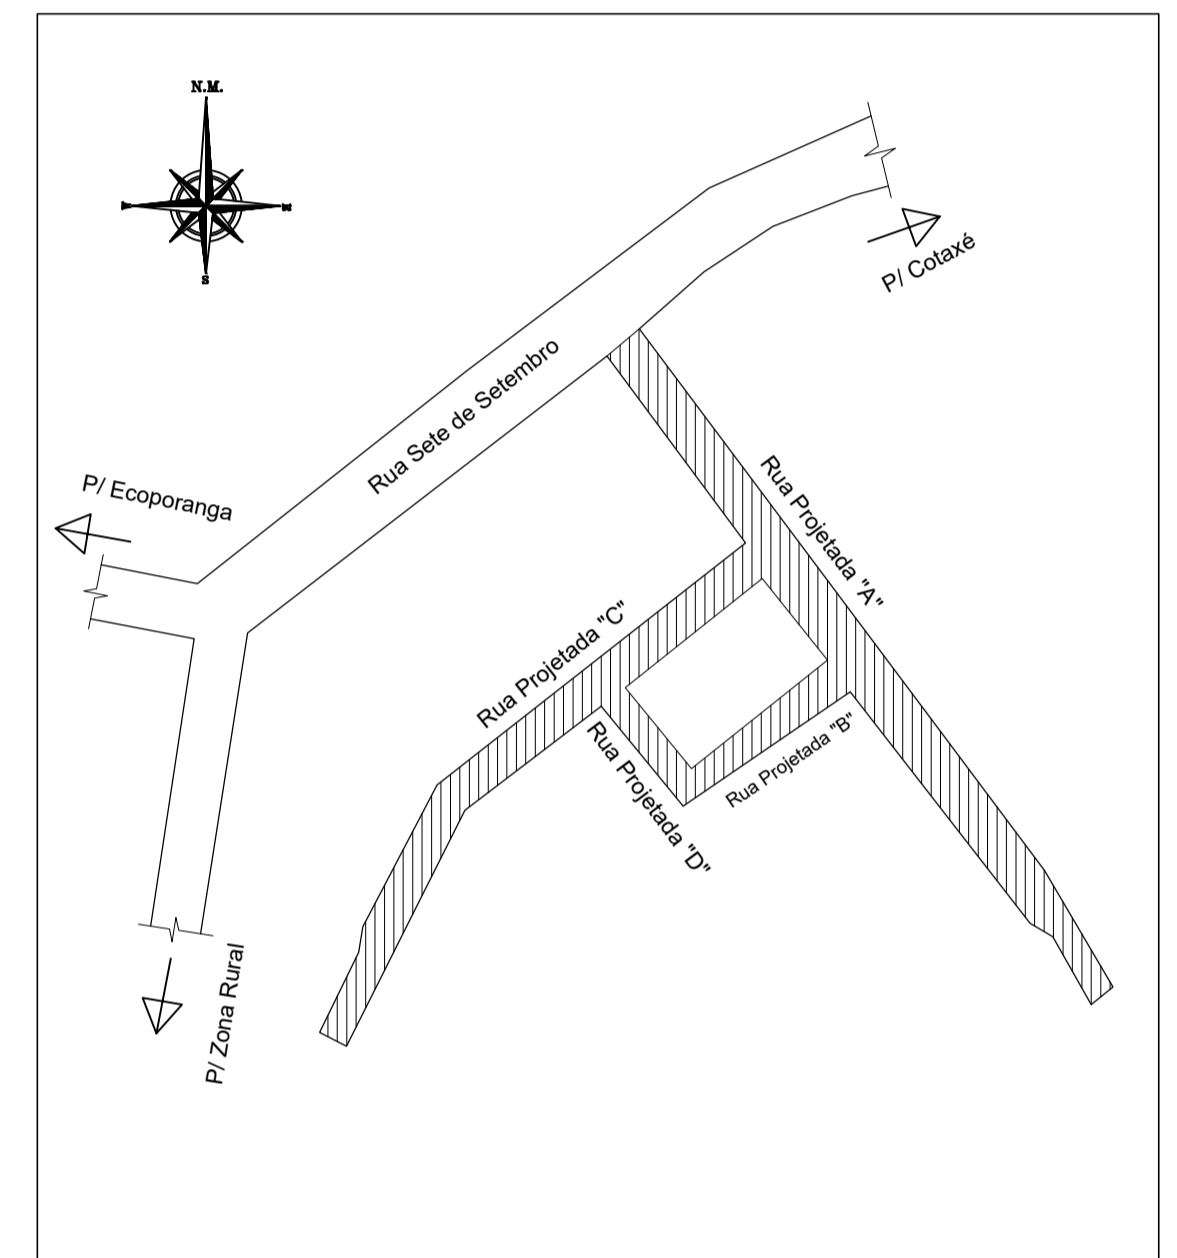 N.M.
S
P/ Cotaxé
Rua Sete de Setembro
P/ Ecoporanga
Rua Projetada "A"
Rua Projetada "C"
Rua Projetada "B"
Rua Projetada "D"
P/ Zona Rural